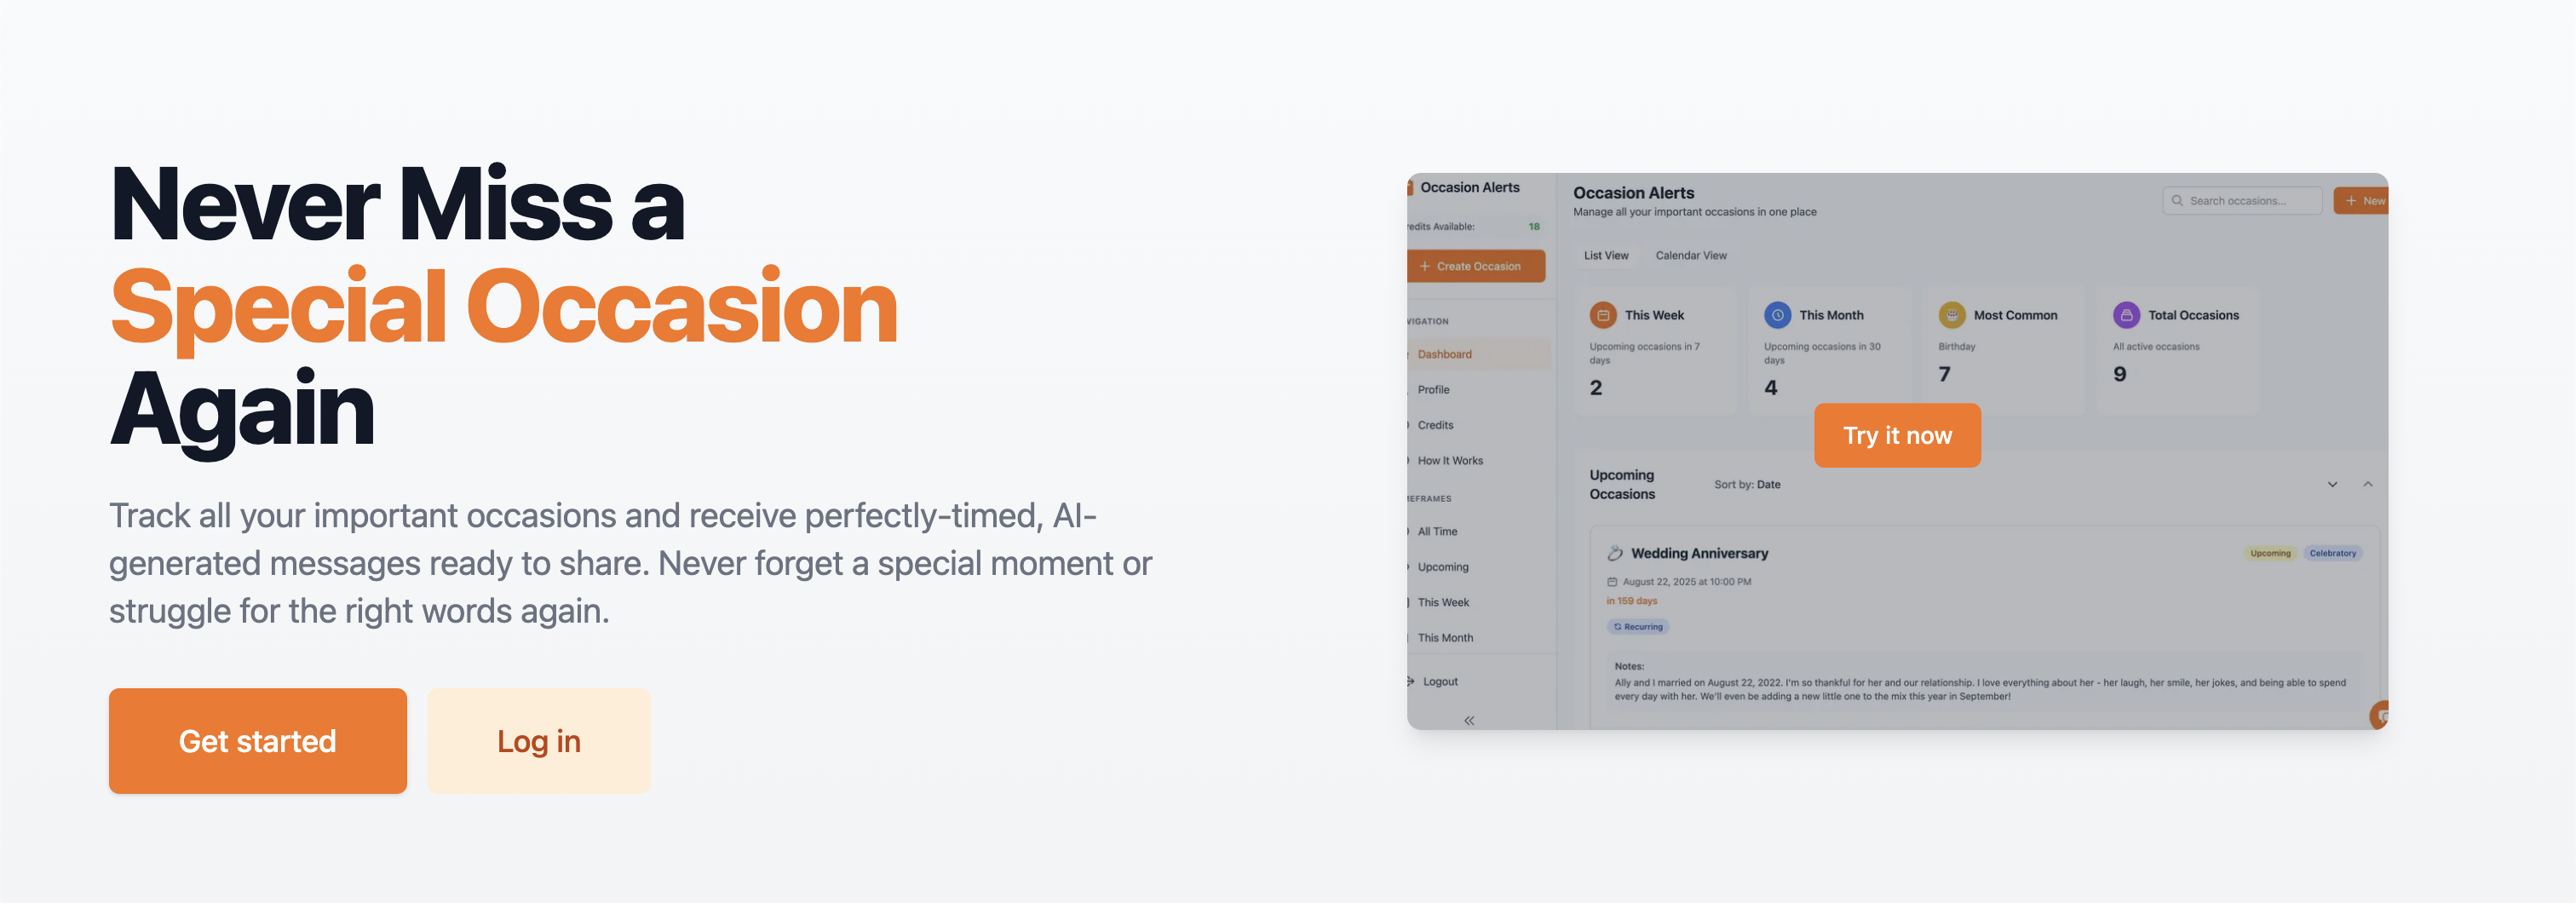 Never Miss a
Special Occasion
Again
Track all your important occasions and receive perfectly-timed, AI-
generated messages ready to share. Never forget a special moment or
struggle for the right words again.
Get started
Log in
Occasion Alerts
redits Available: 18
+ Create Occasion
VIGATION
Dashboard
Profile
Credits
How It Works
MEFRAMES
All Time
Upcoming
This Week
This Month
Logout
Occasion Alerts
Manage all your important occasions in one place
Search occasions...
+ New
List View
Calendar View
This Week
Upcoming occasions in 7
days
2
This Month
Upcoming occasions in 30
days
4
Most Common
Birthday
7
Total Occasions
All active occasions
9
Try it now
Upcoming
Occasions
Sort by: Date
Wedding Anniversary
Upcoming
Celebratory
August 22, 2025 at 10:00 PM
in 159 days
Recurring
Notes:
Ally and I married on August 22, 2022. I'm so thankful for her and our relationship. I love everything about her - her laugh, her smile, her jokes, and being able to spend
every day with her. We'll even be adding a new little one to the mix this year in September!